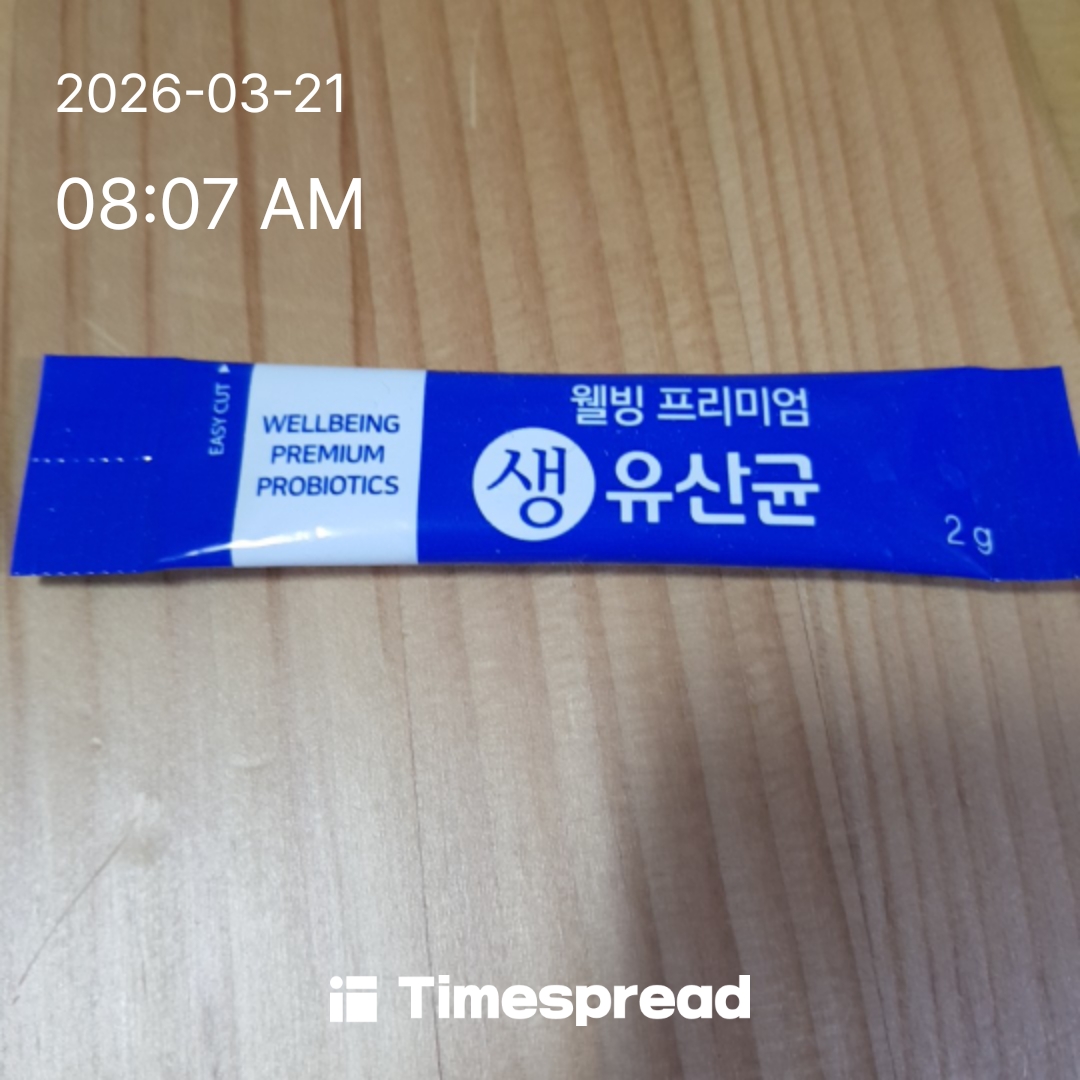 2026-03-21
08:07 AM
EASY CUT
WELLBEING
PREMIUM
PROBIOTICS
웰빙 프리미엄
생 유산균
2 g
Timespread